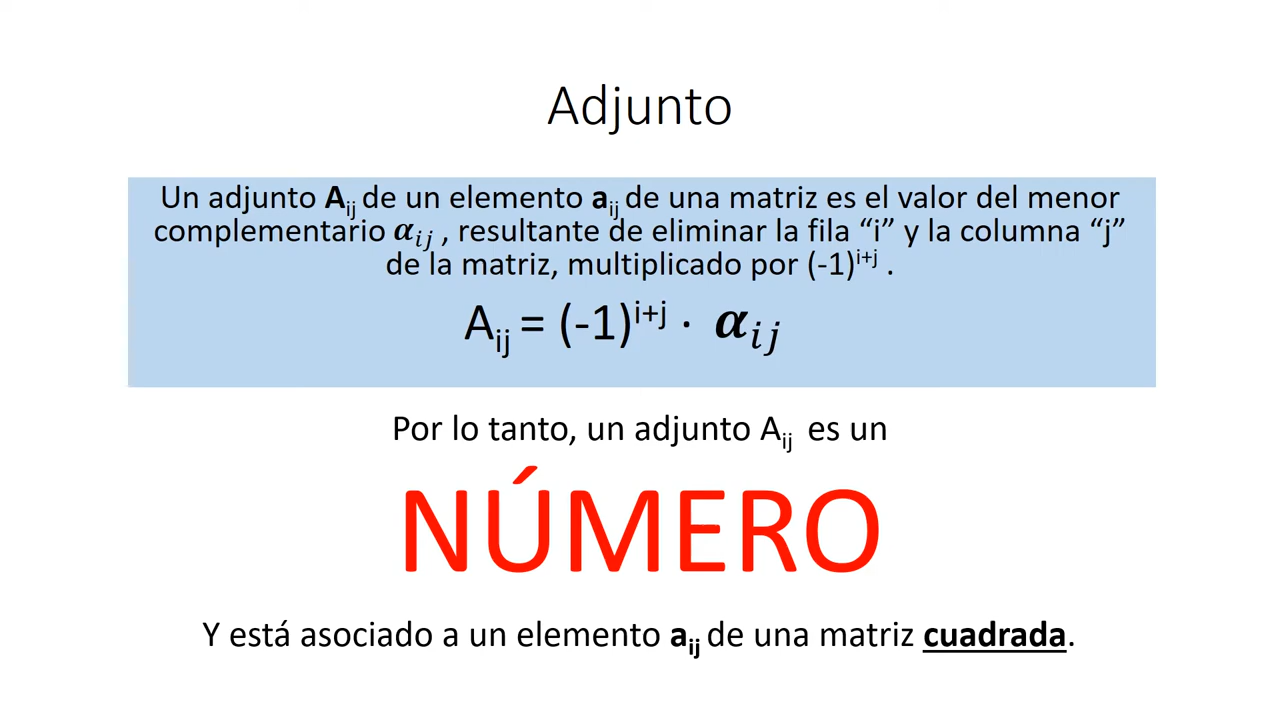 Adjunto
Un adjunto Aij de un elemento aij de una matriz es el valor del menor
complementario αij , resultante de eliminar la fila “i” y la columna “j”
de la matriz, multiplicado por (-1)i+j .
Aij = (-1)i+j · αij
Por lo tanto, un adjunto Aij es un
NÚMERO
Y está asociado a un elemento aij de una matriz cuadrada.